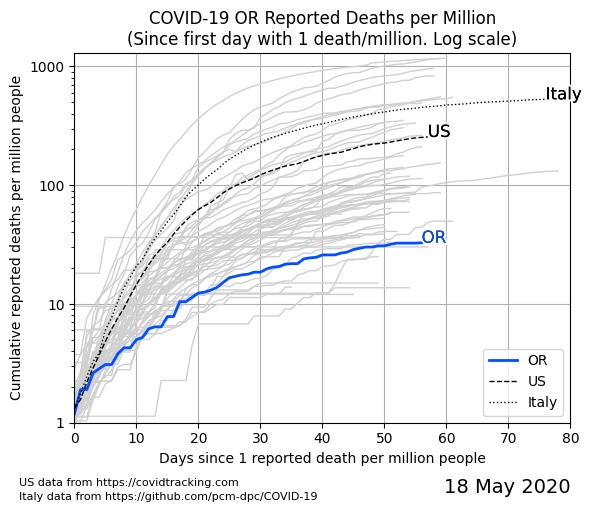 COVID-19 OR Reported Deaths per Million
(Since first day with 1 death/million. Log scale)
Cumulative reported deaths per million people
1000
100
10
1
Italy
US
OR
OR
US
Italy
0 10 20 30 40 50 60 70 80
Days since 1 reported death per million people
US data from https://covidtracking.com
Italy data from https://github.com/pcm-dpc/COVID-19
18 May 2020